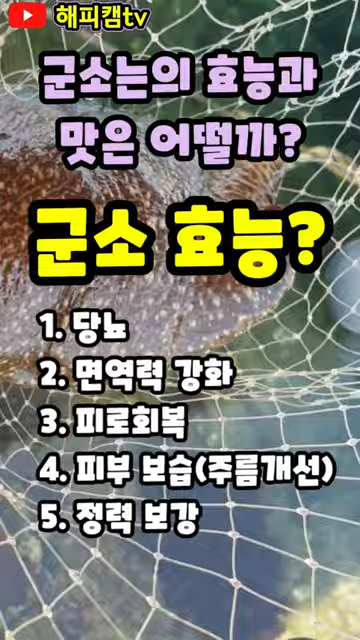 해피캠tv
군소는의 효능과
맛은 어떨까?
군소 효능?
1. 당뇨
2. 면역력 강화
3. 피로회복
4. 피부 보습(주름개선)
5. 정력 보강